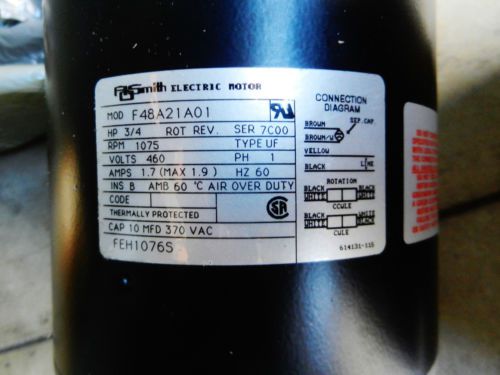 AOSmith ELECTRIC MOTOR
MOD F48A21A01
HP 3/4 ROT REV. SER 7C00
RPM 1075 TYPE UF
VOLTS 460 PH 1
AMPS 1.7 (MAX 1.9) HZ 60
INS B AMB 60 °C AIR OVER DUTY
CODE
THERMALLY PROTECTED
CAP 10 MFD 370 VAC
FEH1076S
CONNECTION
DIAGRAM
SEP.CAP.
BROWN
BROWN/W
YELLOW
BLACK LINE
ROTATION
BLACK BLACK
WHITE WHITE
CCWLE
BLACK WHITE
WHITE BLACK
CWLE
614131-115